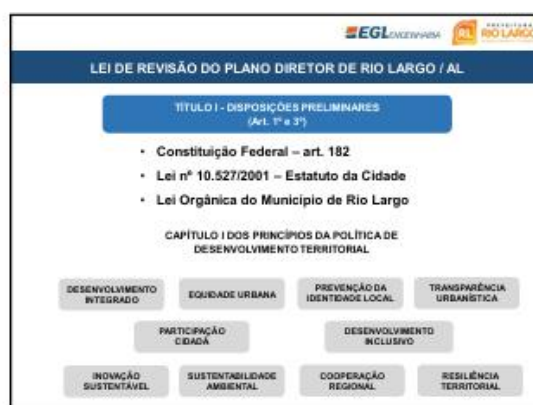 EGL ENGENHARIA
RL
PREFEITURA
RIO LARGO
LEI DE REVISÃO DO PLANO DIRETOR DE RIO LARGO / AL
TÍTULO I - DISPOSIÇÕES PRELIMINARES
(Art. 1º e 3º)
• Constituição Federal – art. 182
• Lei nº 10.527/2001 – Estatuto da Cidade
• Lei Orgânica do Município de Rio Largo
CAPÍTULO I DOS PRINCÍPIOS DA POLÍTICA DE
DESENVOLVIMENTO TERRITORIAL
DESENVOLVIMENTO
INTEGRADO
EQUIDADE URBANA
PREVENÇÃO DA
IDENTIDADE LOCAL
TRANSPARÊNCIA
URBANÍSTICA
PARTICIPAÇÃO
CIDADÃ
DESENVOLVIMENTO
INCLUSIVO
INOVAÇÃO
SUSTENTÁVEL
SUSTENTABILIDADE
AMBIENTAL
COOPERAÇÃO
REGIONAL
RESILIÊNCIA
TERRITORIAL